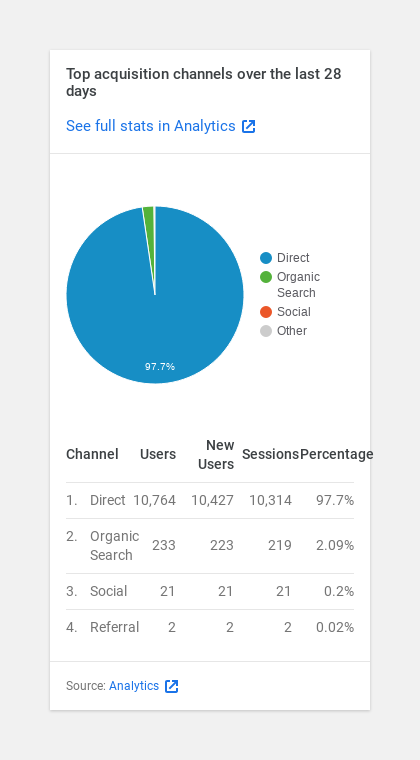 Top acquisition channels over the last 28
days
See full stats in Analytics
97.7%
Direct
Organic
Search
Social
Other
Channel Users New Users Sessions Percentage
1. Direct 10,764 10,427 10,314 97.7%
2. Organic Search 233 223 219 2.09%
3. Social 21 21 21 0.2%
4. Referral 2 2 2 0.02%
Source: Analytics